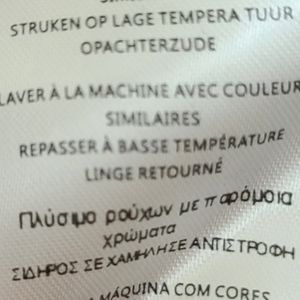 STRUKEN OP LAGE TEMPERA TUUR
OPACHTERZUDE
LAVER À LA MACHINE AVEC COULEUR
SIMILAIRES
REPASSER À BASSE TEMPÉRATURE
LINGE RETOURNÉ
Πλύσιμο ρούχων με παρόμοια
χρώματα
ΣΙΔΗΡΟΣ ΣΕ ΧΑΜΗΛΗ ΣΕ ΑΝΤΙΣΤΡΟΦΗ
MÁQUINA COM CORES